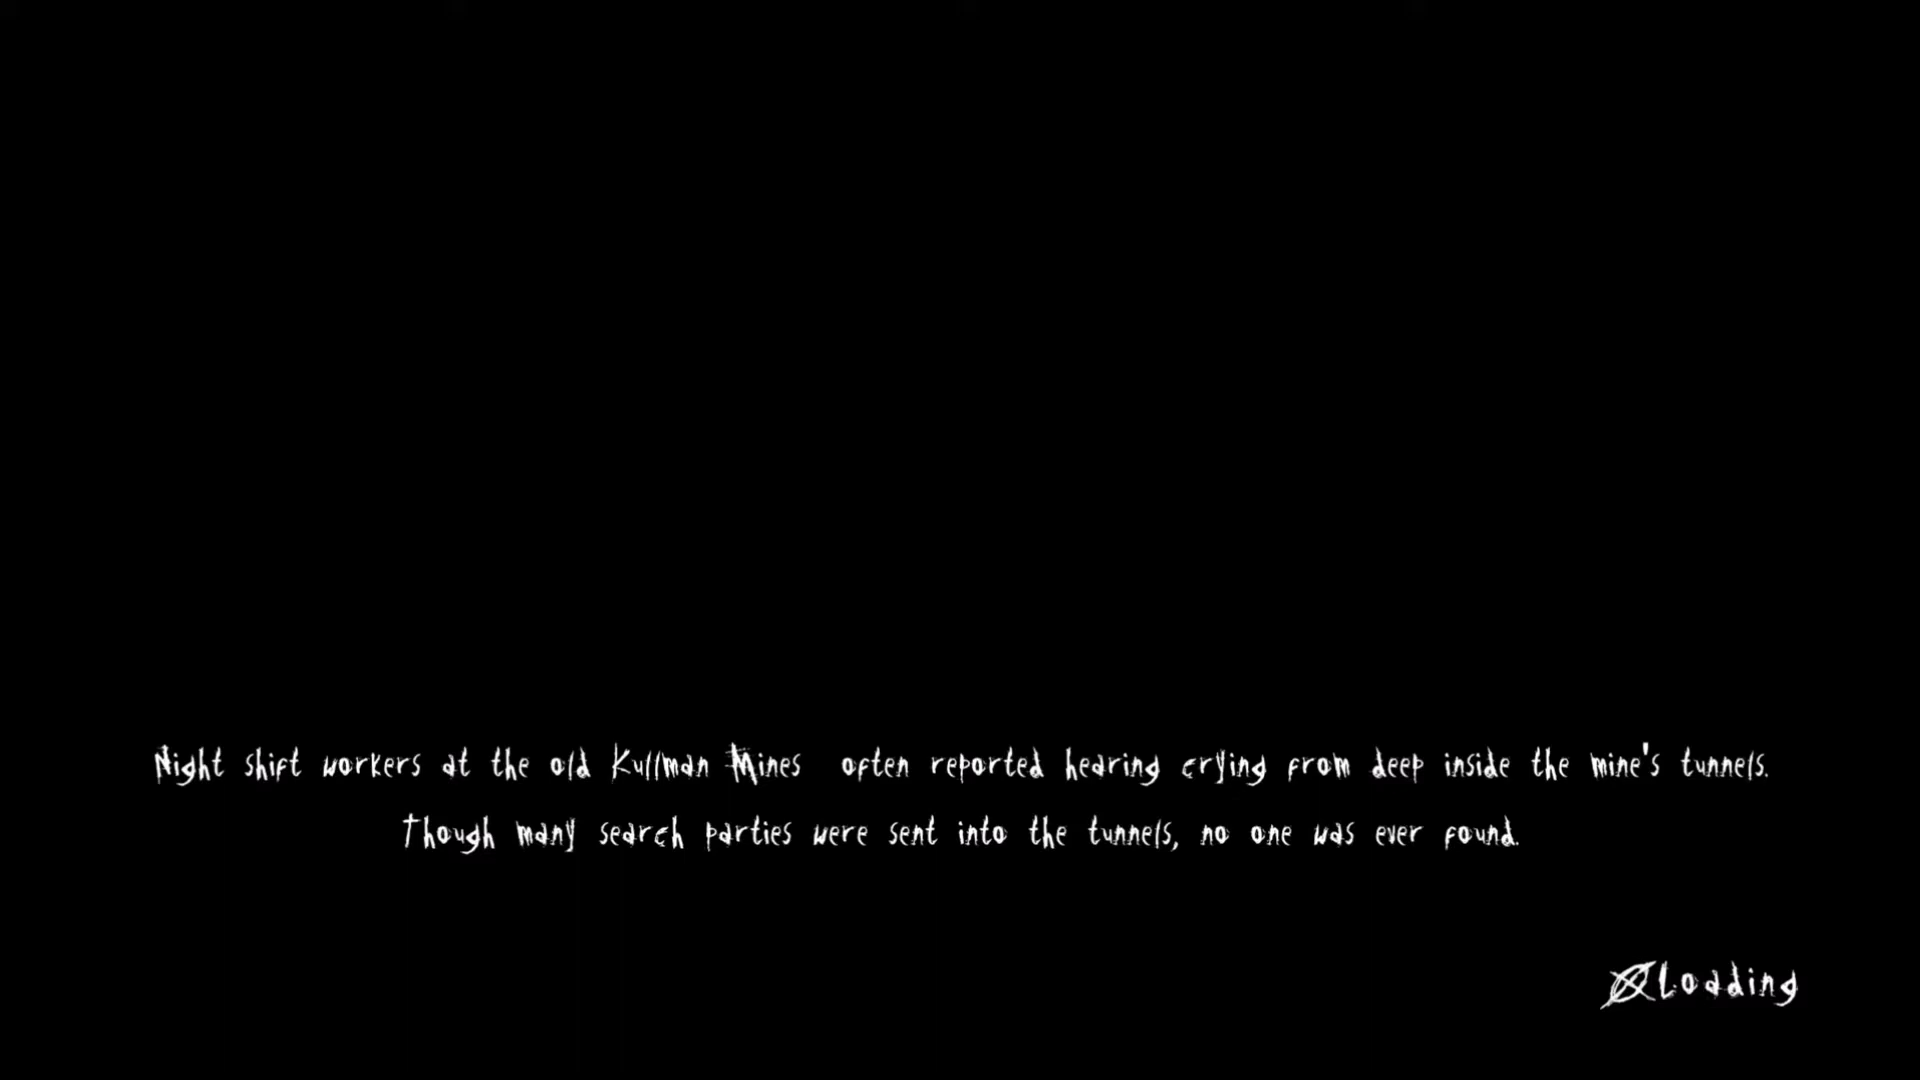 Night shift workers at the old Kullman Mines often reported hearing crying from deep inside the mine's tunnels.
Though many search parties were sent into the tunnels, no one was ever found.
Loading